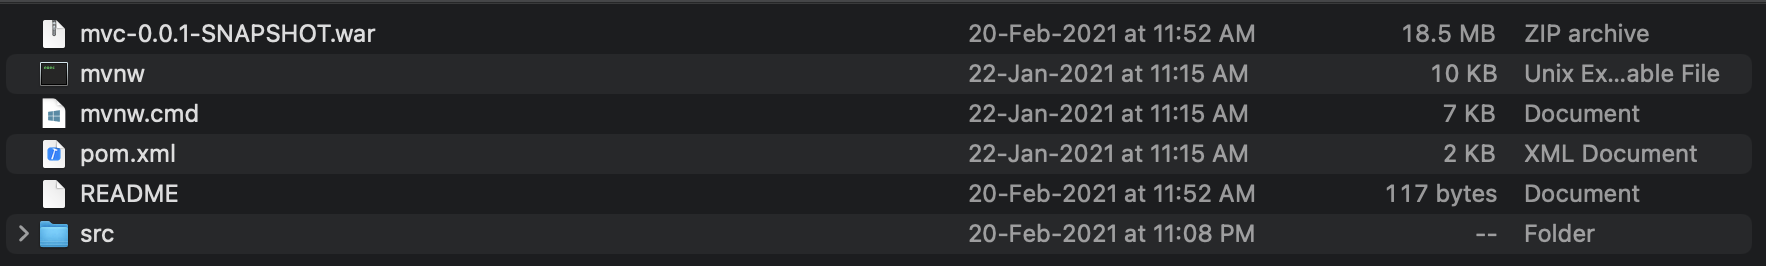 mvc-0.0.1-SNAPSHOT.war 20-Feb-2021 at 11:52 AM 18.5 MB ZIP archive
mvnw 22-Jan-2021 at 11:15 AM 10 KB Unix Ex...able File
mvnw.cmd 22-Jan-2021 at 11:15 AM 7 KB Document
pom.xml 22-Jan-2021 at 11:15 AM 2 KB XML Document
README 20-Feb-2021 at 11:52 AM 117 bytes Document
src 20-Feb-2021 at 11:08 PM -- Folder